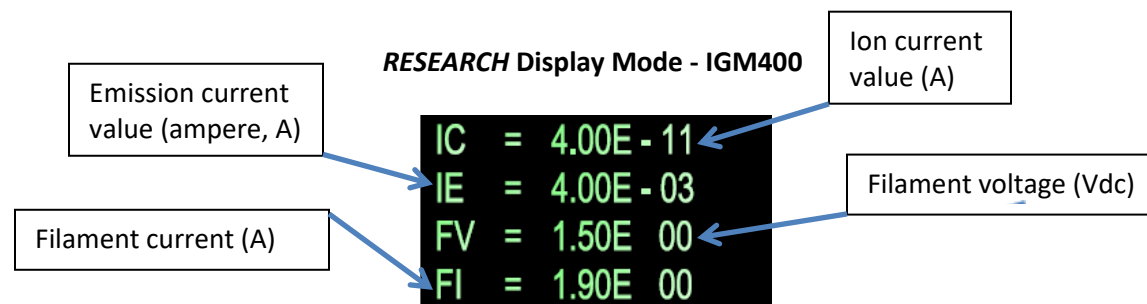 RESEARCH Display Mode - IGM400
Ion current
value (A)
Emission current
value (ampere, A)
IC = 4.00E - 11
IE = 4.00E - 03
Filament voltage (Vdc)
Filament current (A)
FV = 1.50E 00
FI = 1.90E 00